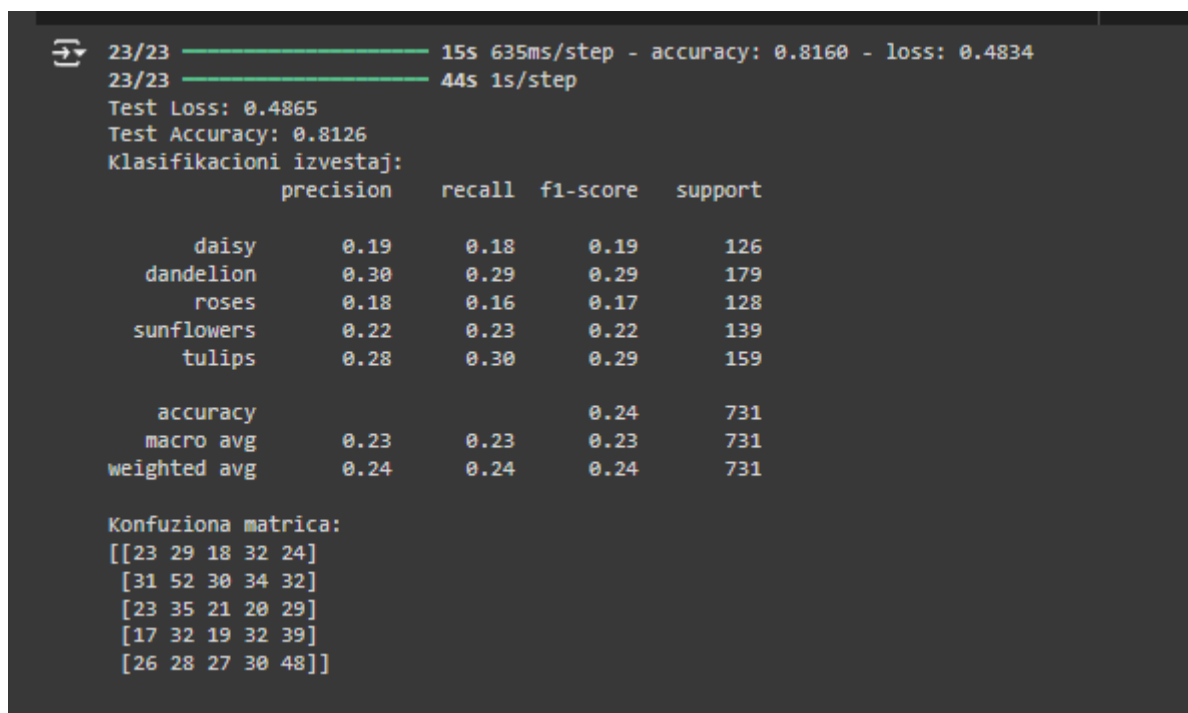 23/23 ━━━━━━━━━━━━━━━━━━━━ 15s 635ms/step - accuracy: 0.8160 - loss: 0.4834
23/23 ━━━━━━━━━━━━━━━━━━━━ 44s 1s/step
Test Loss: 0.4865
Test Accuracy: 0.8126
Klasifikacioni izvestaj:
precision recall f1-score support
daisy 0.19 0.18 0.19 126
dandelion 0.30 0.29 0.29 179
roses 0.18 0.16 0.17 128
sunflowers 0.22 0.23 0.22 139
tulips 0.28 0.30 0.29 159
accuracy 0.24 731
macro avg 0.23 0.23 0.23 731
weighted avg 0.24 0.24 0.24 731
Konfuziona matrica:
[[23 29 18 32 24]
[31 52 30 34 32]
[23 35 21 20 29]
[17 32 19 32 39]
[26 28 27 30 48]]